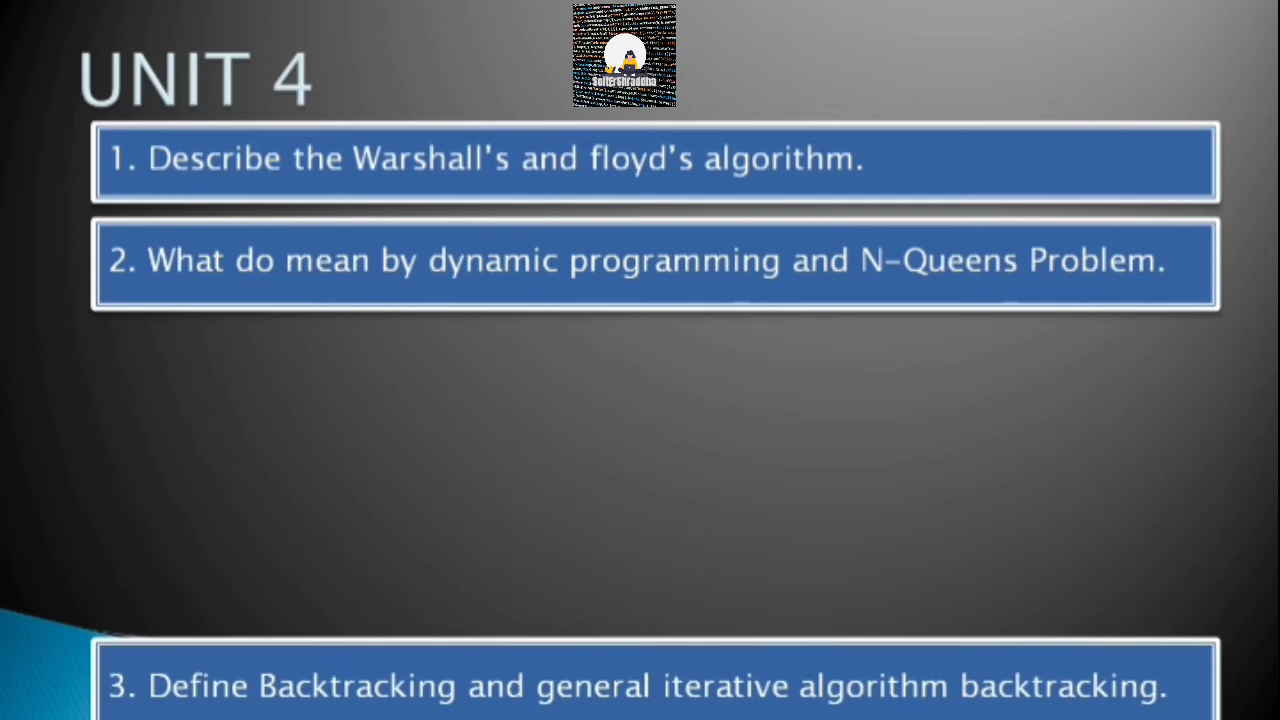 UNIT 4
SoltErShraddha
1. Describe the Warshall's and floyd's algorithm.
2. What do mean by dynamic programming and N-Queens Problem.
3. Define Backtracking and general iterative algorithm backtracking.